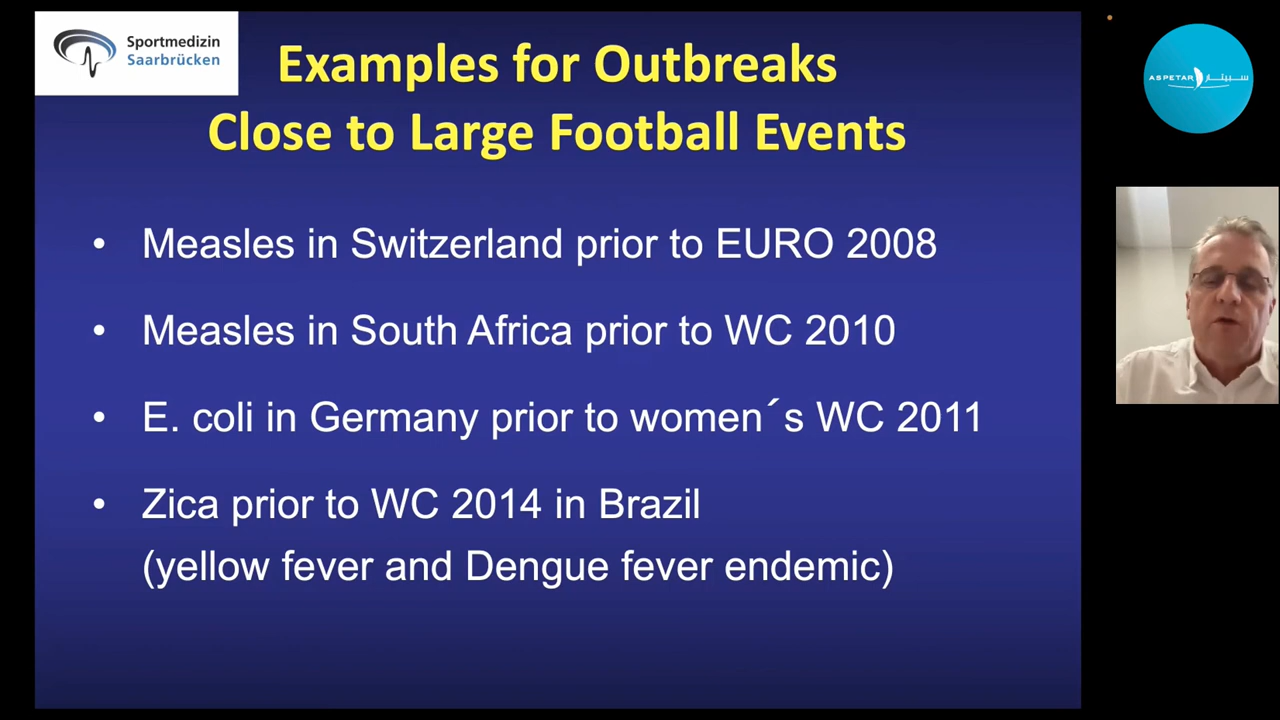 Sportmedizin
Saarbrücken
Examples for Outbreaks
Close to Large Football Events
• Measles in Switzerland prior to EURO 2008
• Measles in South Africa prior to WC 2010
• E. coli in Germany prior to women´s WC 2011
• Zica prior to WC 2014 in Brazil
(yellow fever and Dengue fever endemic)
ASPETAR سبيتار